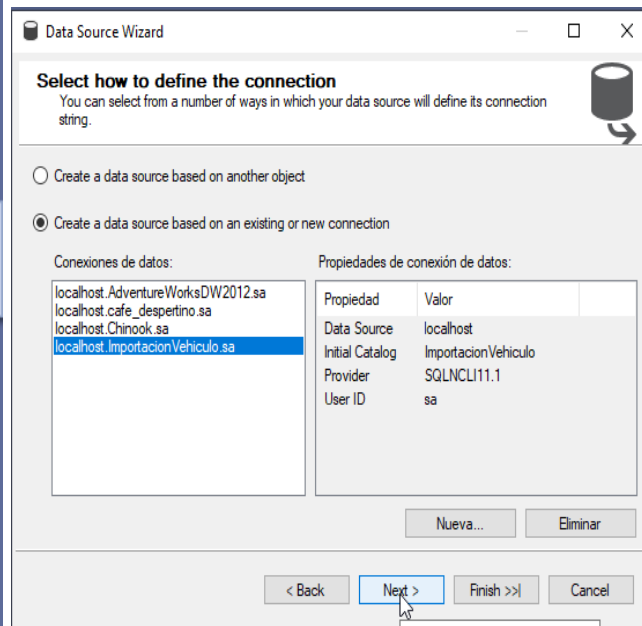 Data Source Wizard
Select how to define the connection
You can select from a number of ways in which your data source will define its connection
string.
Create a data source based on another object
Create a data source based on an existing or new connection
Conexiones de datos:
Propiedades de conexión de datos:
localhost.AdventureWorksDW2012.sa
localhost.cafe_despertino.sa
localhost.Chinook.sa
localhost.ImportacionVehiculo.sa
Propiedad Valor
Data Source localhost
Initial Catalog ImportacionVehiculo
Provider SQLNCLI11.1
User ID sa
Nueva... Eliminar
< Back Next > Finish >>| Cancel